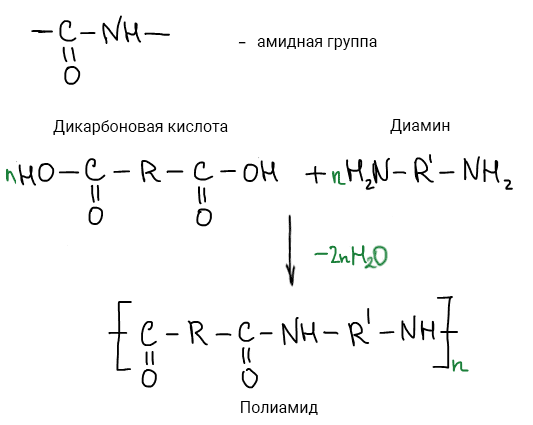 –C–NH– - амидная группа
||
O
Дикарбоновая кислота Диамин
nHO–C–R–C–OH + nH₂N–R'–NH₂
|| ||
O O
-2nH₂O
[C–R–C–NH–R'–NH]n
|| ||
O O
Полиамид